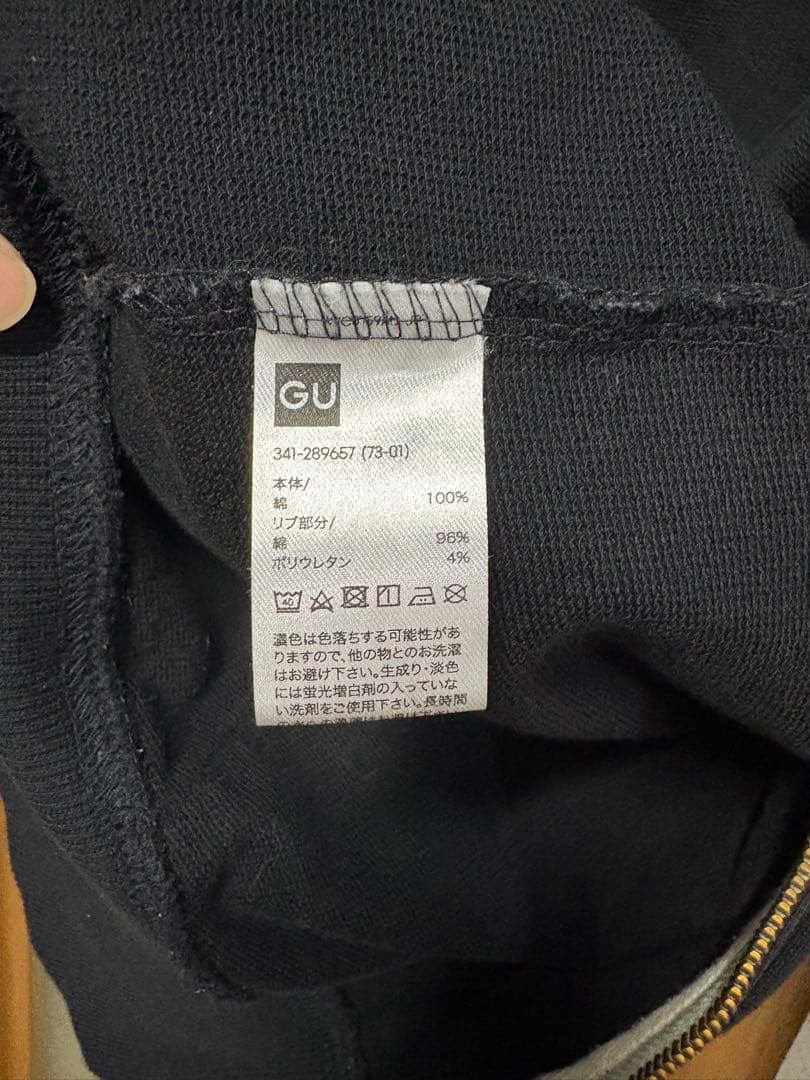 GU
341-289657 (73-01)
本体/
綿 100%
リブ部分/
綿 96%
ポリウレタン 4%
40
濃色は色落ちする可能性があ
りますので、他の物とのお洗濯
はお避け下さい。生成り・淡色
には蛍光増白剤の入っていな
い洗剤をご使用下さい。長時間